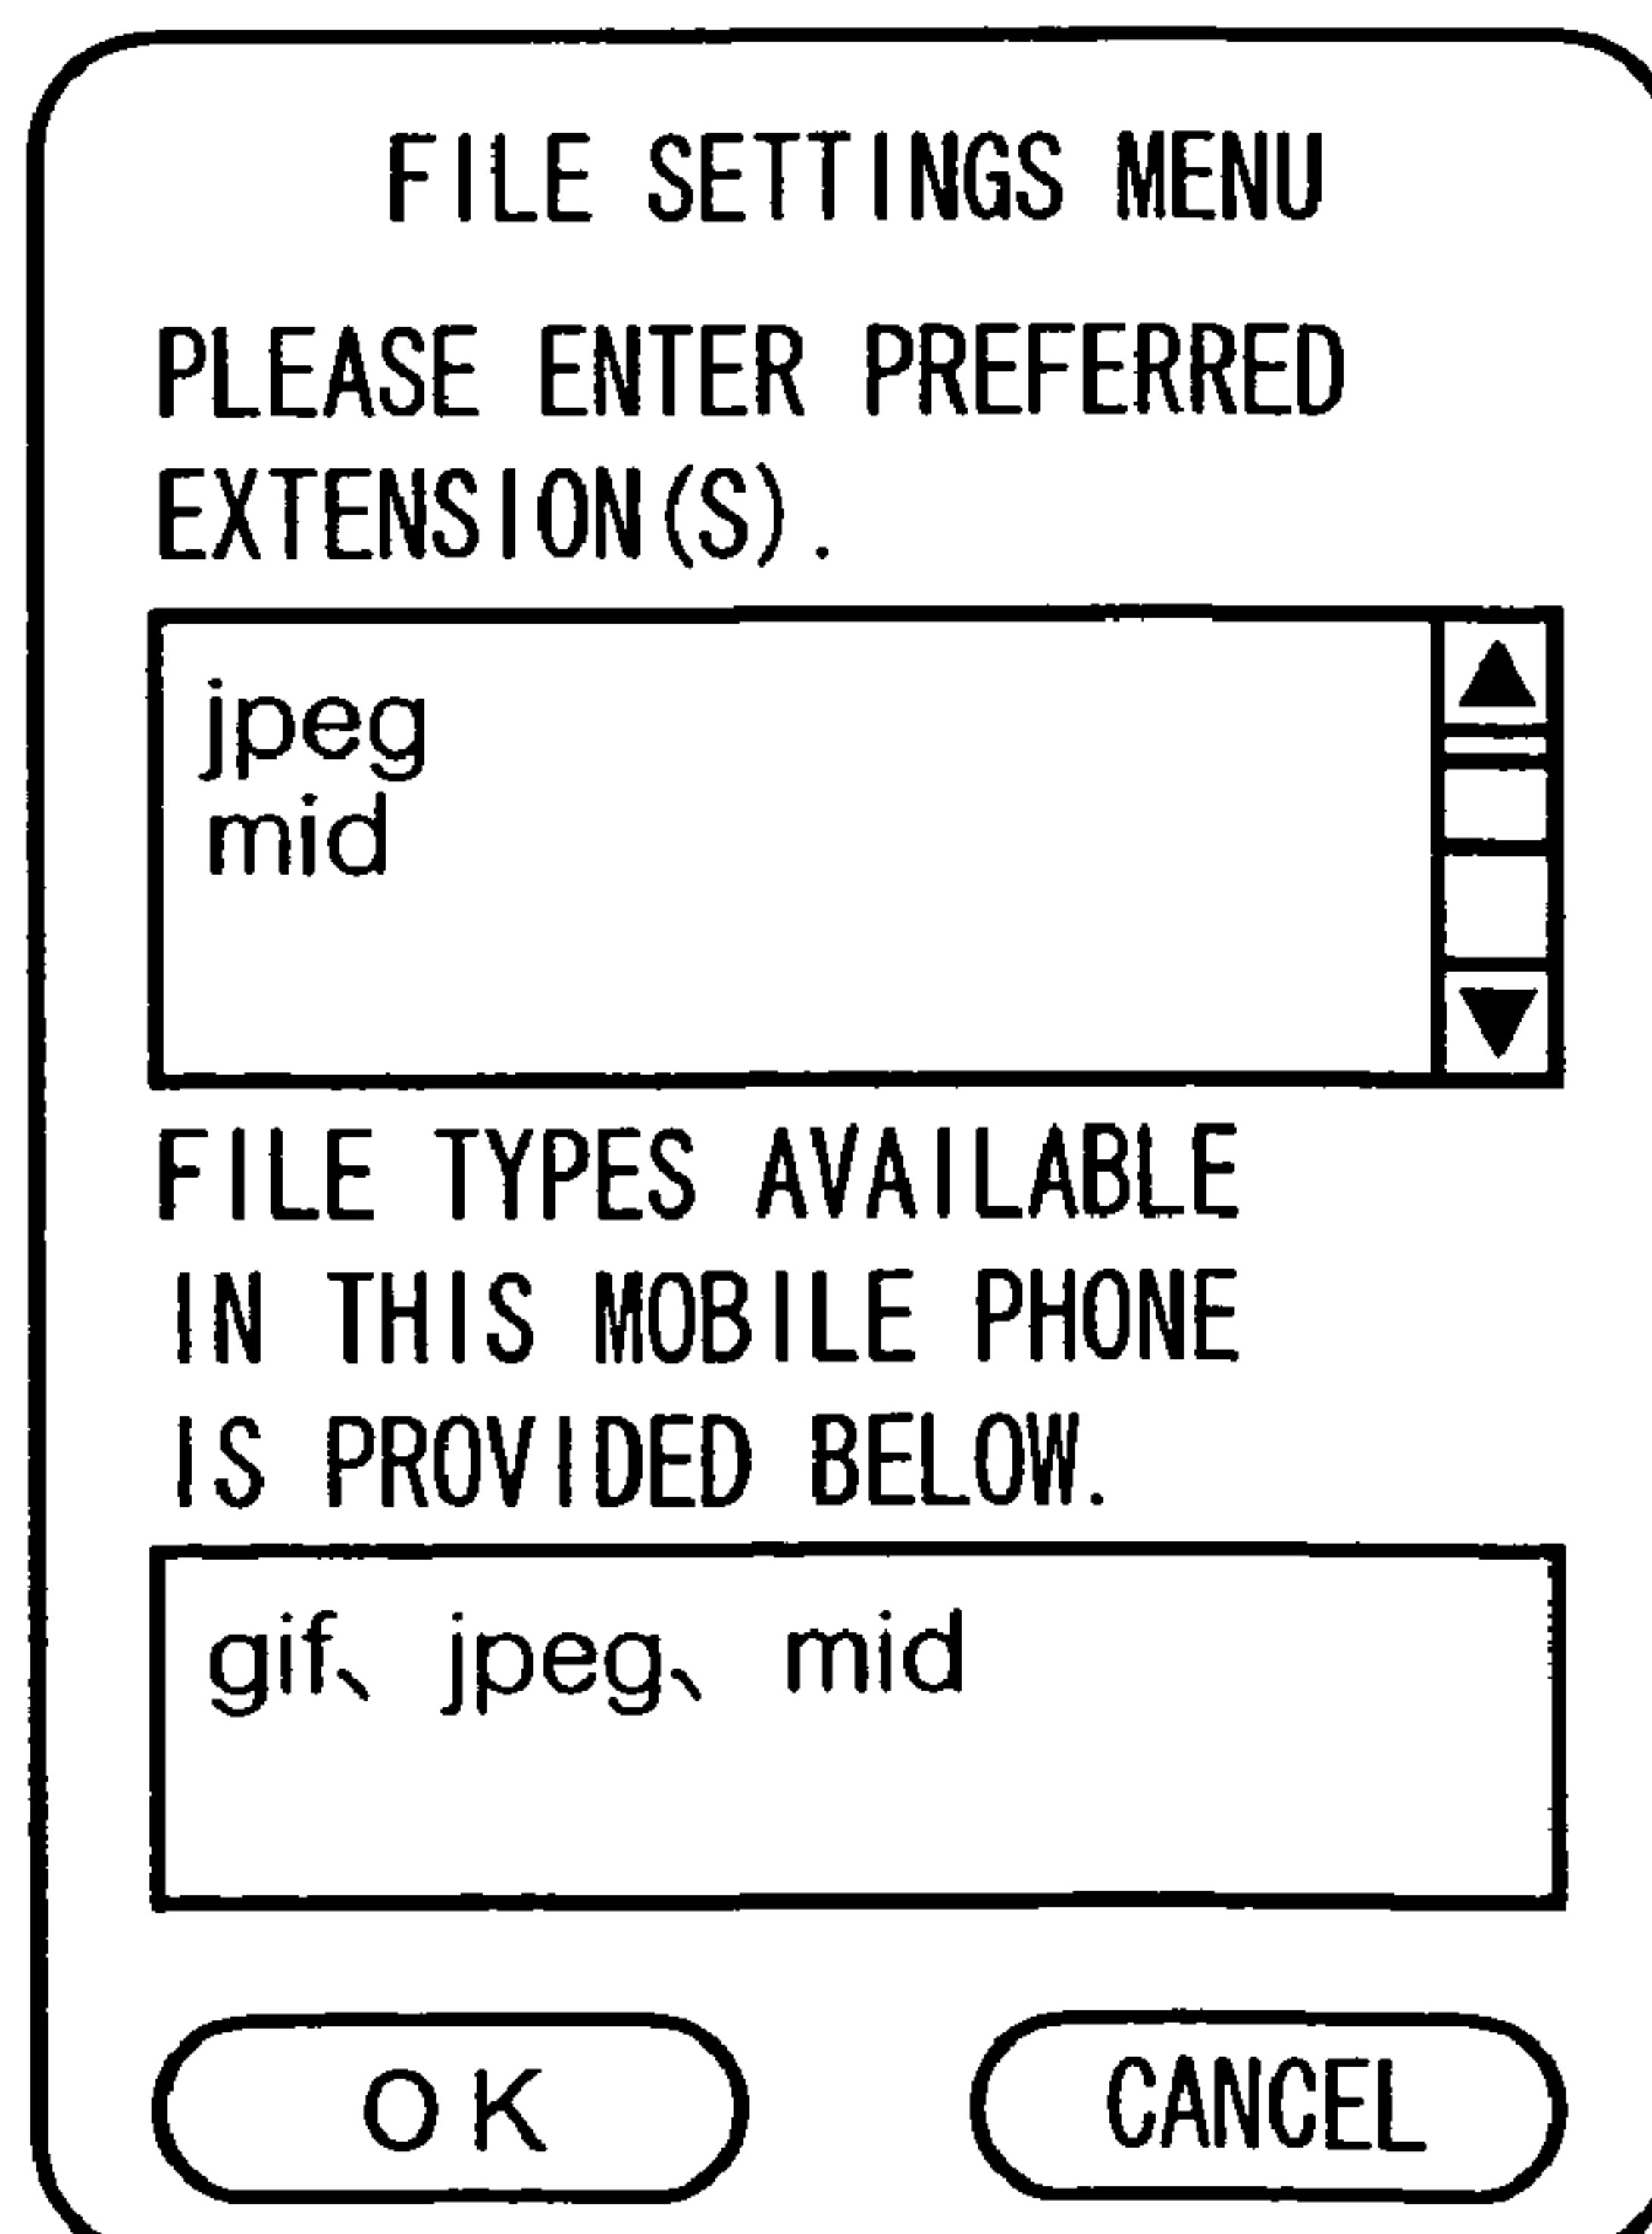 FILE SETTINGS MENU
PLEASE ENTER PREFERRED
EXTENSION(S).
jpeg
mid
FILE TYPES AVAILABLE
IN THIS MOBILE PHONE
IS PROVIDED BELOW.
gif、 jpeg、 mid
OK
CANCEL